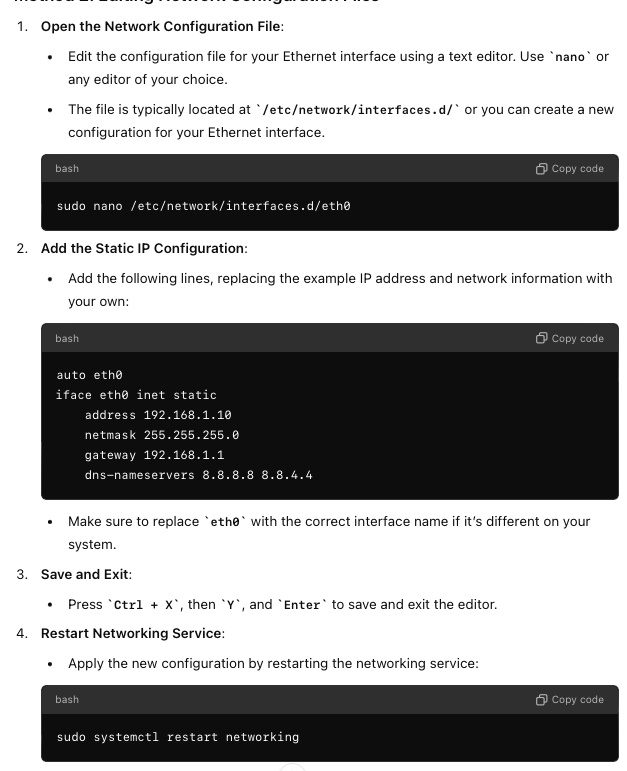 1. Open the Network Configuration File:
• Edit the configuration file for your Ethernet interface using a text editor. Use `nano` or
any editor of your choice.
• The file is typically located at `/etc/network/interfaces.d/` or you can create a new
configuration for your Ethernet interface.
bash Copy code
sudo nano /etc/network/interfaces.d/eth0
2. Add the Static IP Configuration:
• Add the following lines, replacing the example IP address and network information with
your own:
bash Copy code
auto eth0
iface eth0 inet static
    address 192.168.1.10
    netmask 255.255.255.0
    gateway 192.168.1.1
    dns-nameservers 8.8.8.8 8.8.4.4
• Make sure to replace `eth0` with the correct interface name if it's different on your
system.
3. Save and Exit:
• Press `Ctrl + X`, then `Y`, and `Enter` to save and exit the editor.
4. Restart Networking Service:
• Apply the new configuration by restarting the networking service:
bash Copy code
sudo systemctl restart networking